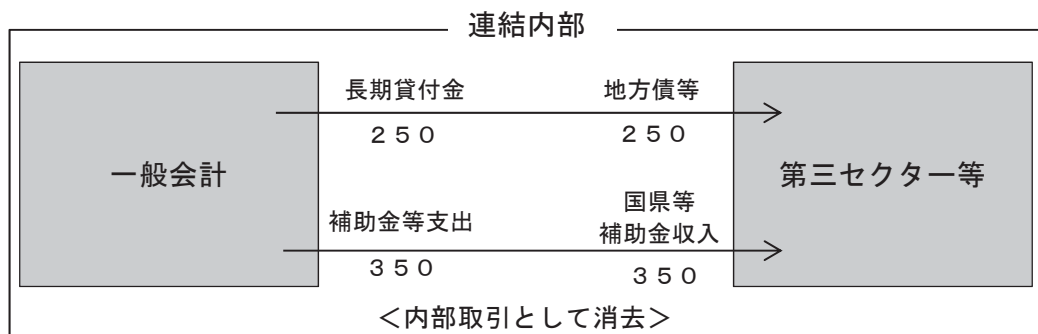 連結内部
長期貸付金
地方債等
２５０
２５０
一般会計
第三セクター等
補助金等支出
国県等
補助金収入
３５０
３５０
＜内部取引として消去＞